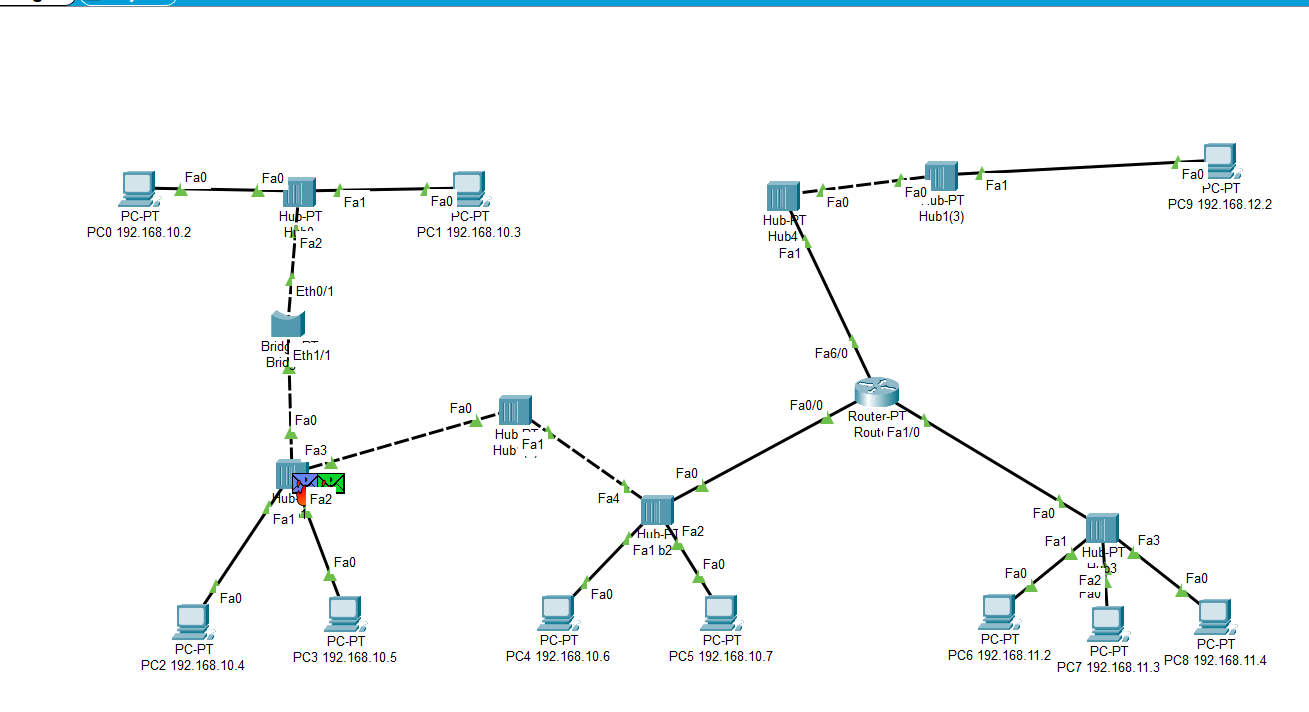 Fa0
Fa0
PC-PT
PC0 192.168.10.2
Hub-PT
Fa1
Fa0
PC-PT
PC1 192.168.10.3
Fa2
Eth0/1
Eth1/1
Fa0
Fa3
Fa2
Fa1
Fa0
PC-PT
PC2 192.168.10.4
Fa0
PC-PT
PC3 192.168.10.5
Fa0
Hub
Fa1
Fa4
Fa0
Fa2
Fa1
Fa0
PC-PT
PC4 192.168.10.6
Fa0
PC-PT
PC5 192.168.10.7
Hub-PT
Hub4
Fa1
Fa0
Fa0
Hub1(3)
Fa1
Fa0
PC-PT
PC9 192.168.12.2
Fa6/0
Fa0/0
Router-PT
Fa1/0
Fa0
Hub-PT
Fa1
Fa2
Fa3
Fa0
PC-PT
PC6 192.168.11.2
Fa0
PC-PT
PC7 192.168.11.3
Fa0
PC-PT
PC8 192.168.11.4